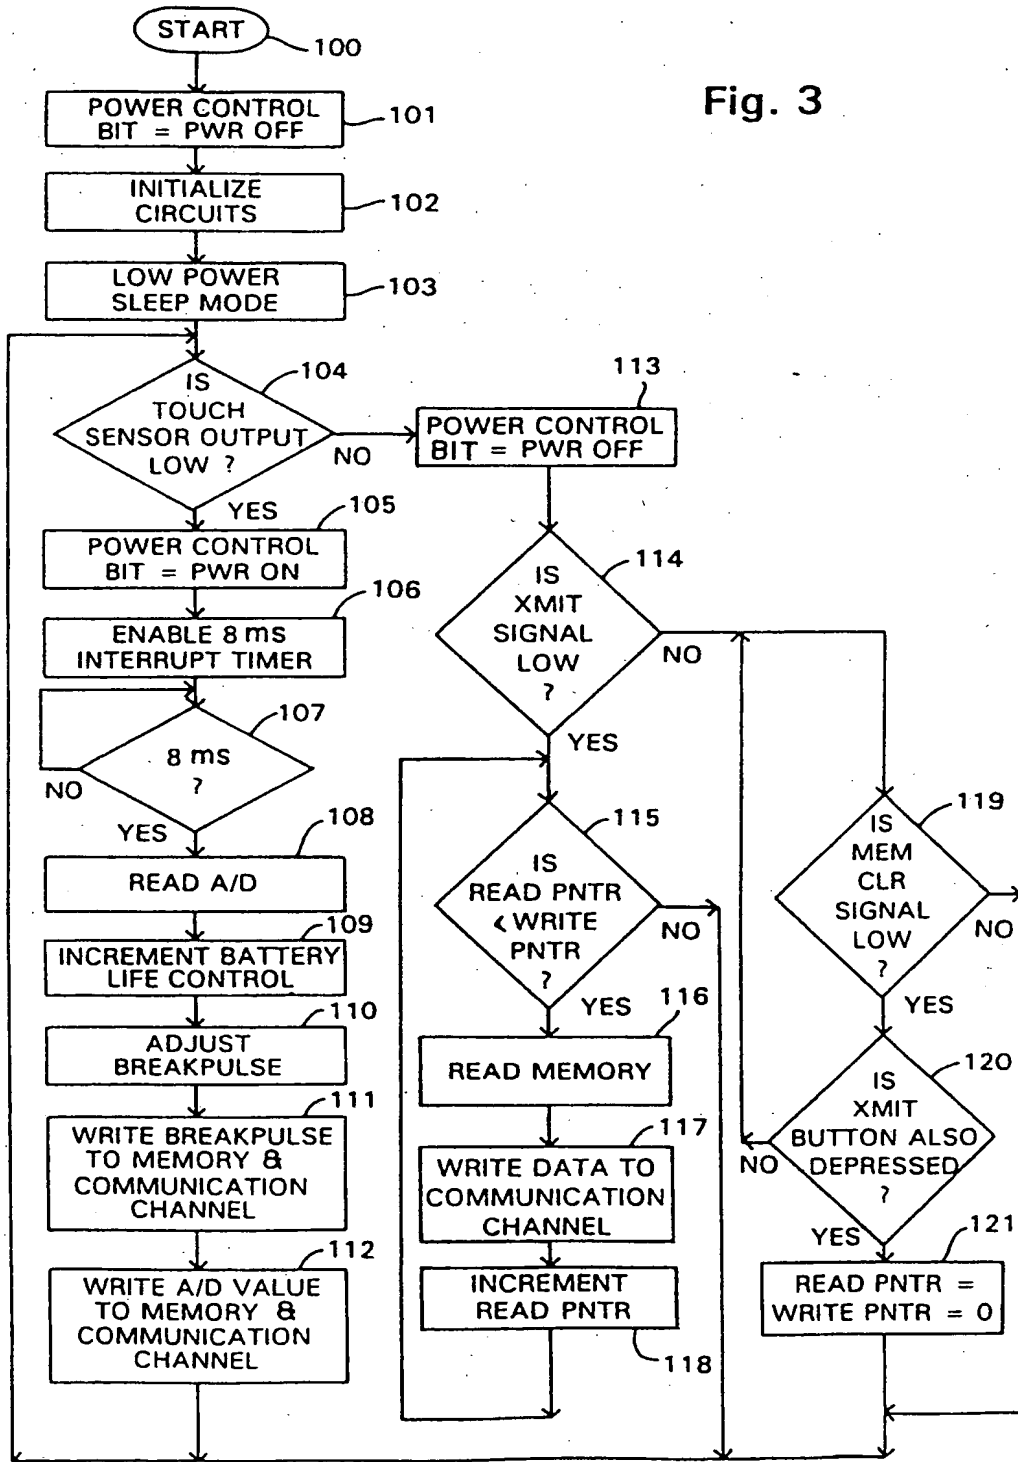 START
100
Fig. 3
POWER CONTROL
BIT = PWR OFF
101
INITIALIZE
CIRCUITS
102
LOW POWER
SLEEP MODE
103
IS
TOUCH
SENSOR OUTPUT
LOW ?
104
NO
YES
113
POWER CONTROL
BIT = PWR OFF
105
POWER CONTROL
BIT = PWR ON
106
ENABLE 8 ms
INTERRUPT TIMER
107
8 ms
?
NO
YES
108
READ A/D
109
INCREMENT BATTERY
LIFE CONTROL
110
ADJUST
BREAKPULSE
111
WRITE BREAKPULSE
TO MEMORY &
COMMUNICATION
CHANNEL
112
WRITE A/D VALUE
TO MEMORY &
COMMUNICATION
CHANNEL
114
IS
XMIT
SIGNAL
LOW
?
NO
YES
115
IS
READ PNTR
< WRITE
PNTR
?
NO
YES
116
READ MEMORY
117
WRITE DATA TO
COMMUNICATION
CHANNEL
INCREMENT
READ PNTR
118
119
IS
MEM
CLR
SIGNAL
LOW
?
NO
YES
120
IS
XMIT
BUTTON ALSO
DEPRESSED
?
NO
YES
121
READ PNTR =
WRITE PNTR = 0